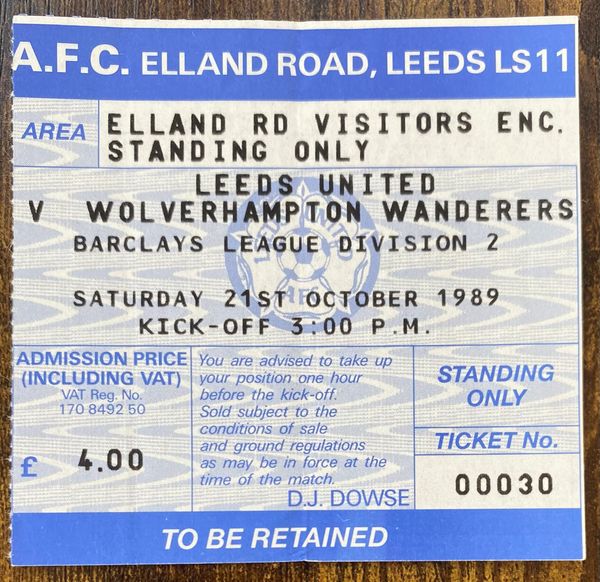 A.F.C. ELLAND ROAD, LEEDS LS11
AREA
ELLAND RD VISITORS ENC.
STANDING ONLY
LEEDS UNITED
V WOLVERHAMPTON WANDERERS
BARCLAYS LEAGUE DIVISION 2
LEEDS UNITED
AFC
SATURDAY 21ST OCTOBER 1989
KICK-OFF 3:00 P.M.
ADMISSION PRICE
(INCLUDING VAT)
VAT Reg. No.
170 8492 50
£ 4.00
You are advised to take up
your position one hour
before the kick-off.
Sold subject to the
conditions of sale
and ground regulations
as may be in force at the
time of the match.
D.J. DOWSE
STANDING
ONLY
TICKET No.
00030
TO BE RETAINED